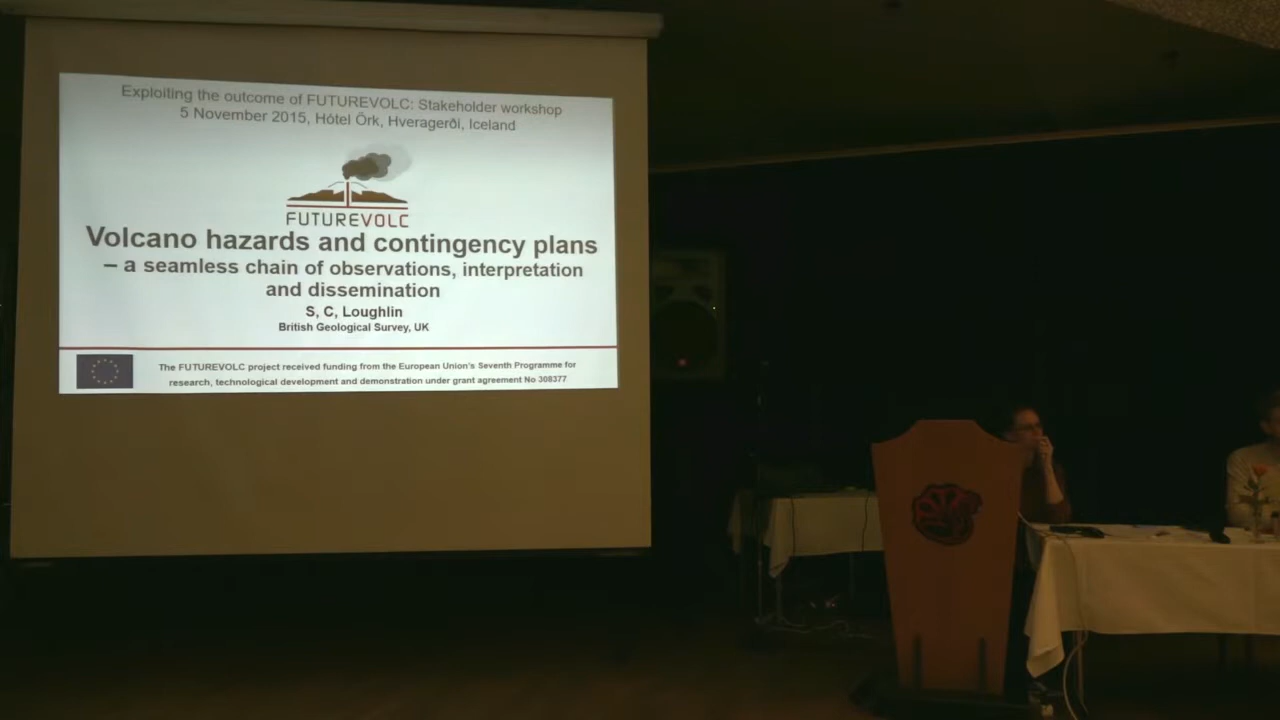 Exploiting the outcome of FUTUREVOLC: Stakeholder workshop
5 November 2015, Hótel Örk, Hveragerði, Iceland
FUTUREVOLC
Volcano hazards and contingency plans
– a seamless chain of observations, interpretation
and dissemination
S, C, Loughlin
British Geological Survey, UK
The FUTUREVOLC project received funding from the European Union's Seventh Programme for
research, technological development and demonstration under grant agreement No 308377